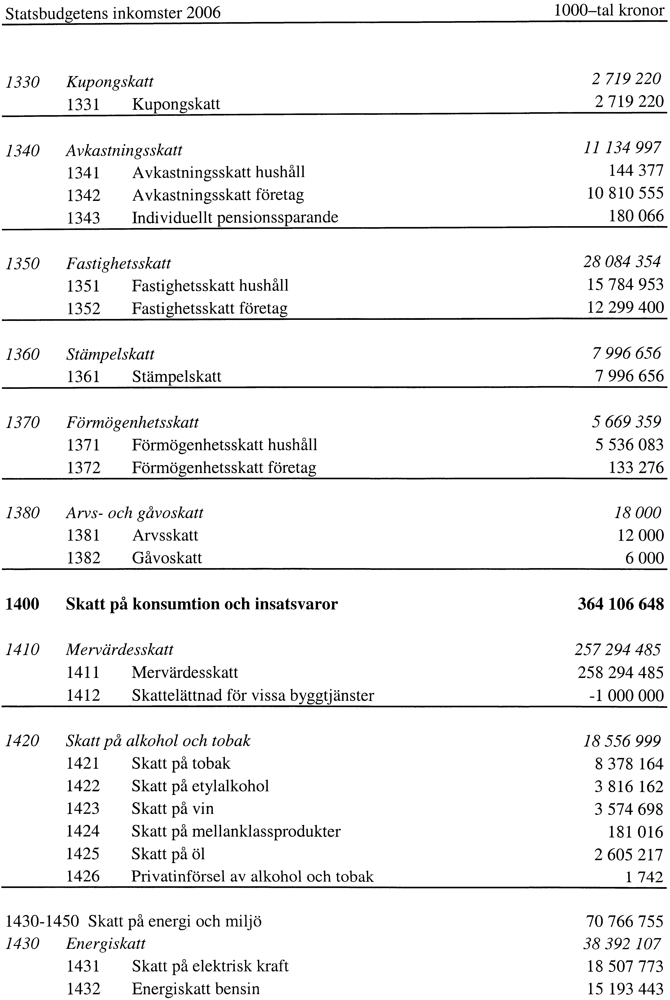 Statsbudgetens inkomster 2006 1000–tal kronor
1330 Kupongskatt 2 719 220
1331 Kupongskatt 2 719 220
1340 Avkastningsskatt 11 134 997
1341 Avkastningsskatt hushåll 144 377
1342 Avkastningsskatt företag 10 810 555
1343 Individuellt pensionssparande 180 066
1350 Fastighetsskatt 28 084 354
1351 Fastighetsskatt hushåll 15 784 953
1352 Fastighetsskatt företag 12 299 400
1360 Stämpelskatt 7 996 656
1361 Stämpelskatt 7 996 656
1370 Förmögenhetsskatt 5 669 359
1371 Förmögenhetsskatt hushåll 5 536 083
1372 Förmögenhetsskatt företag 133 276
1380 Arvs- och gåvoskatt 18 000
1381 Arvsskatt 12 000
1382 Gåvoskatt 6 000
1400 Skatt på konsumtion och insatsvaror 364 106 648
1410 Mervärdesskatt 257 294 485
1411 Mervärdesskatt 258 294 485
1412 Skattelättnad för vissa byggtjänster -1 000 000
1420 Skatt på alkohol och tobak 18 556 999
1421 Skatt på tobak 8 378 164
1422 Skatt på etylalkohol 3 816 162
1423 Skatt på vin 3 574 698
1424 Skatt på mellanklassprodukter 181 016
1425 Skatt på öl 2 605 217
1426 Privatinförsel av alkohol och tobak 1 742
1430-1450 Skatt på energi och miljö 70 766 755
1430 Energiskatt 38 392 107
1431 Skatt på elektrisk kraft 18 507 773
1432 Energiskatt bensin 15 193 443